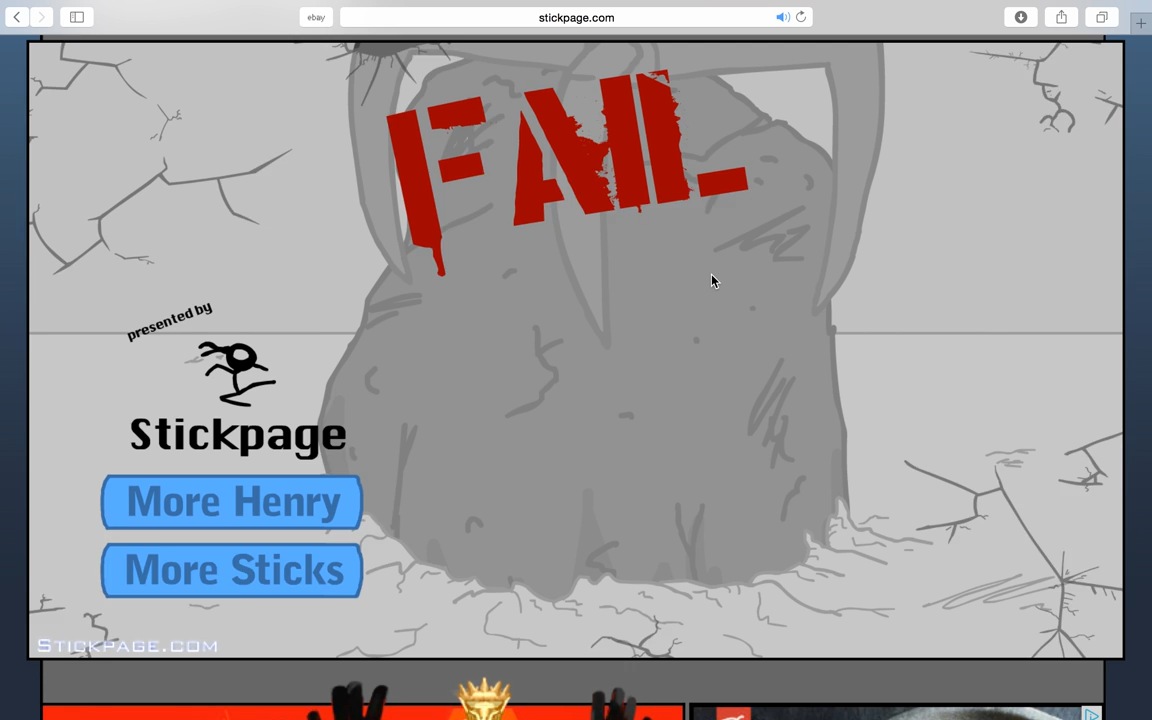 ebay
stickpage.com
FAIL
presented by
Stickpage
More Henry
More Sticks
STICKPAGE.COM